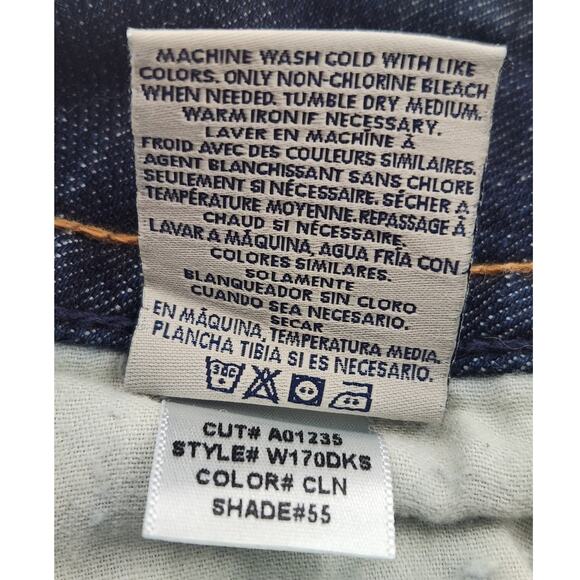 MACHINE WASH COLD WITH LIKE
COLORS. ONLY NON-CHLORINE BLEACH
WHEN NEEDED. TUMBLE DRY MEDIUM.
WARM IRON IF NECESSARY.
LAVER EN MACHINE À
FROID AVEC DES COULEURS SIMILAIRES.
AGENT BLANCHISSANT SANS CHLORE
SEULEMENT SI NÉCESSAIRE. SÉCHER À
TEMPÉRATURE MOYENNE. REPASSAGE À
CHAUD SI NÉCESSAIRE.
LAVAR A MÁQUINA, AGUA FRÍA CON
COLORES SIMILARES.
SOLAMENTE
BLANQUEADOR SIN CLORO
CUANDO SEA NECESARIO.
SECAR
EN MÁQUINA, TEMPERATURA MEDIA.
PLANCHA TIBIA SI ES NECESARIO.
CUT# A01235
STYLE# W170DKS
COLOR# CLN
SHADE#55